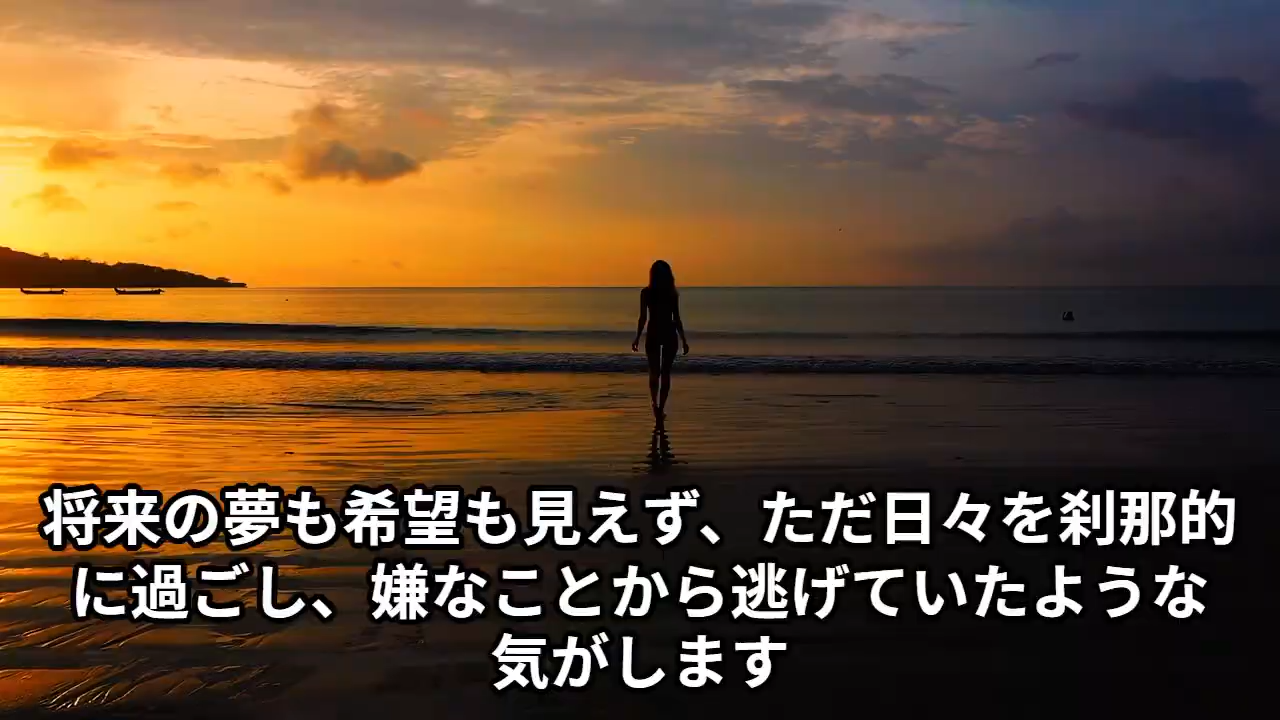 将来の夢も希望も見えず、ただ日々を刹那的
に過ごし、嫌なことから逃げていたような
気がします